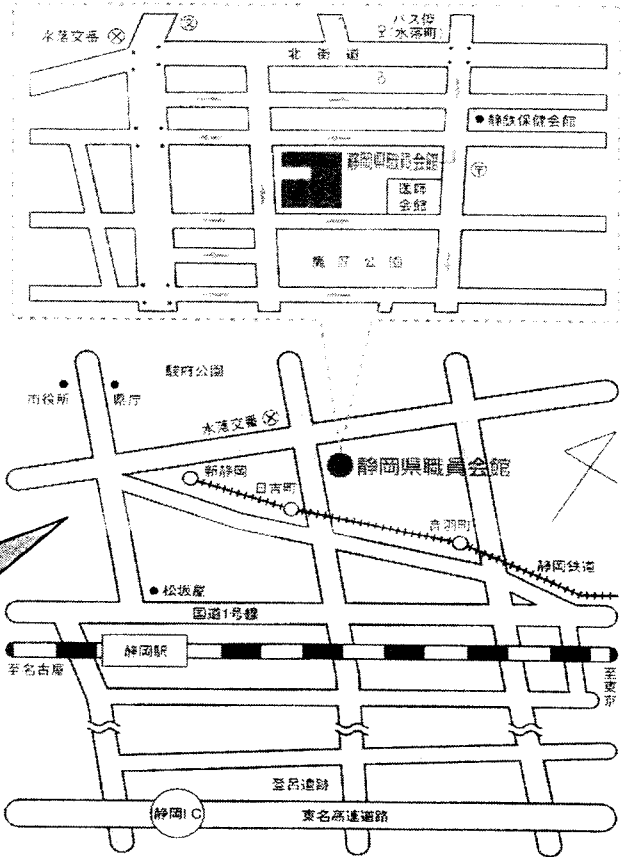 バス停
水落町
水落交番
文
北街道
静鉄保健会館
静岡県職員会館
医師
会館
〒
鷹匠公園
駿府公園
市役所
県庁
水落交番
静岡県職員会館
新静岡
日吉町
音羽町
静岡鉄道
松坂屋
国道1号線
静岡駅
至名古屋
至東京
登呂遺跡
静岡IC
東名高速道路